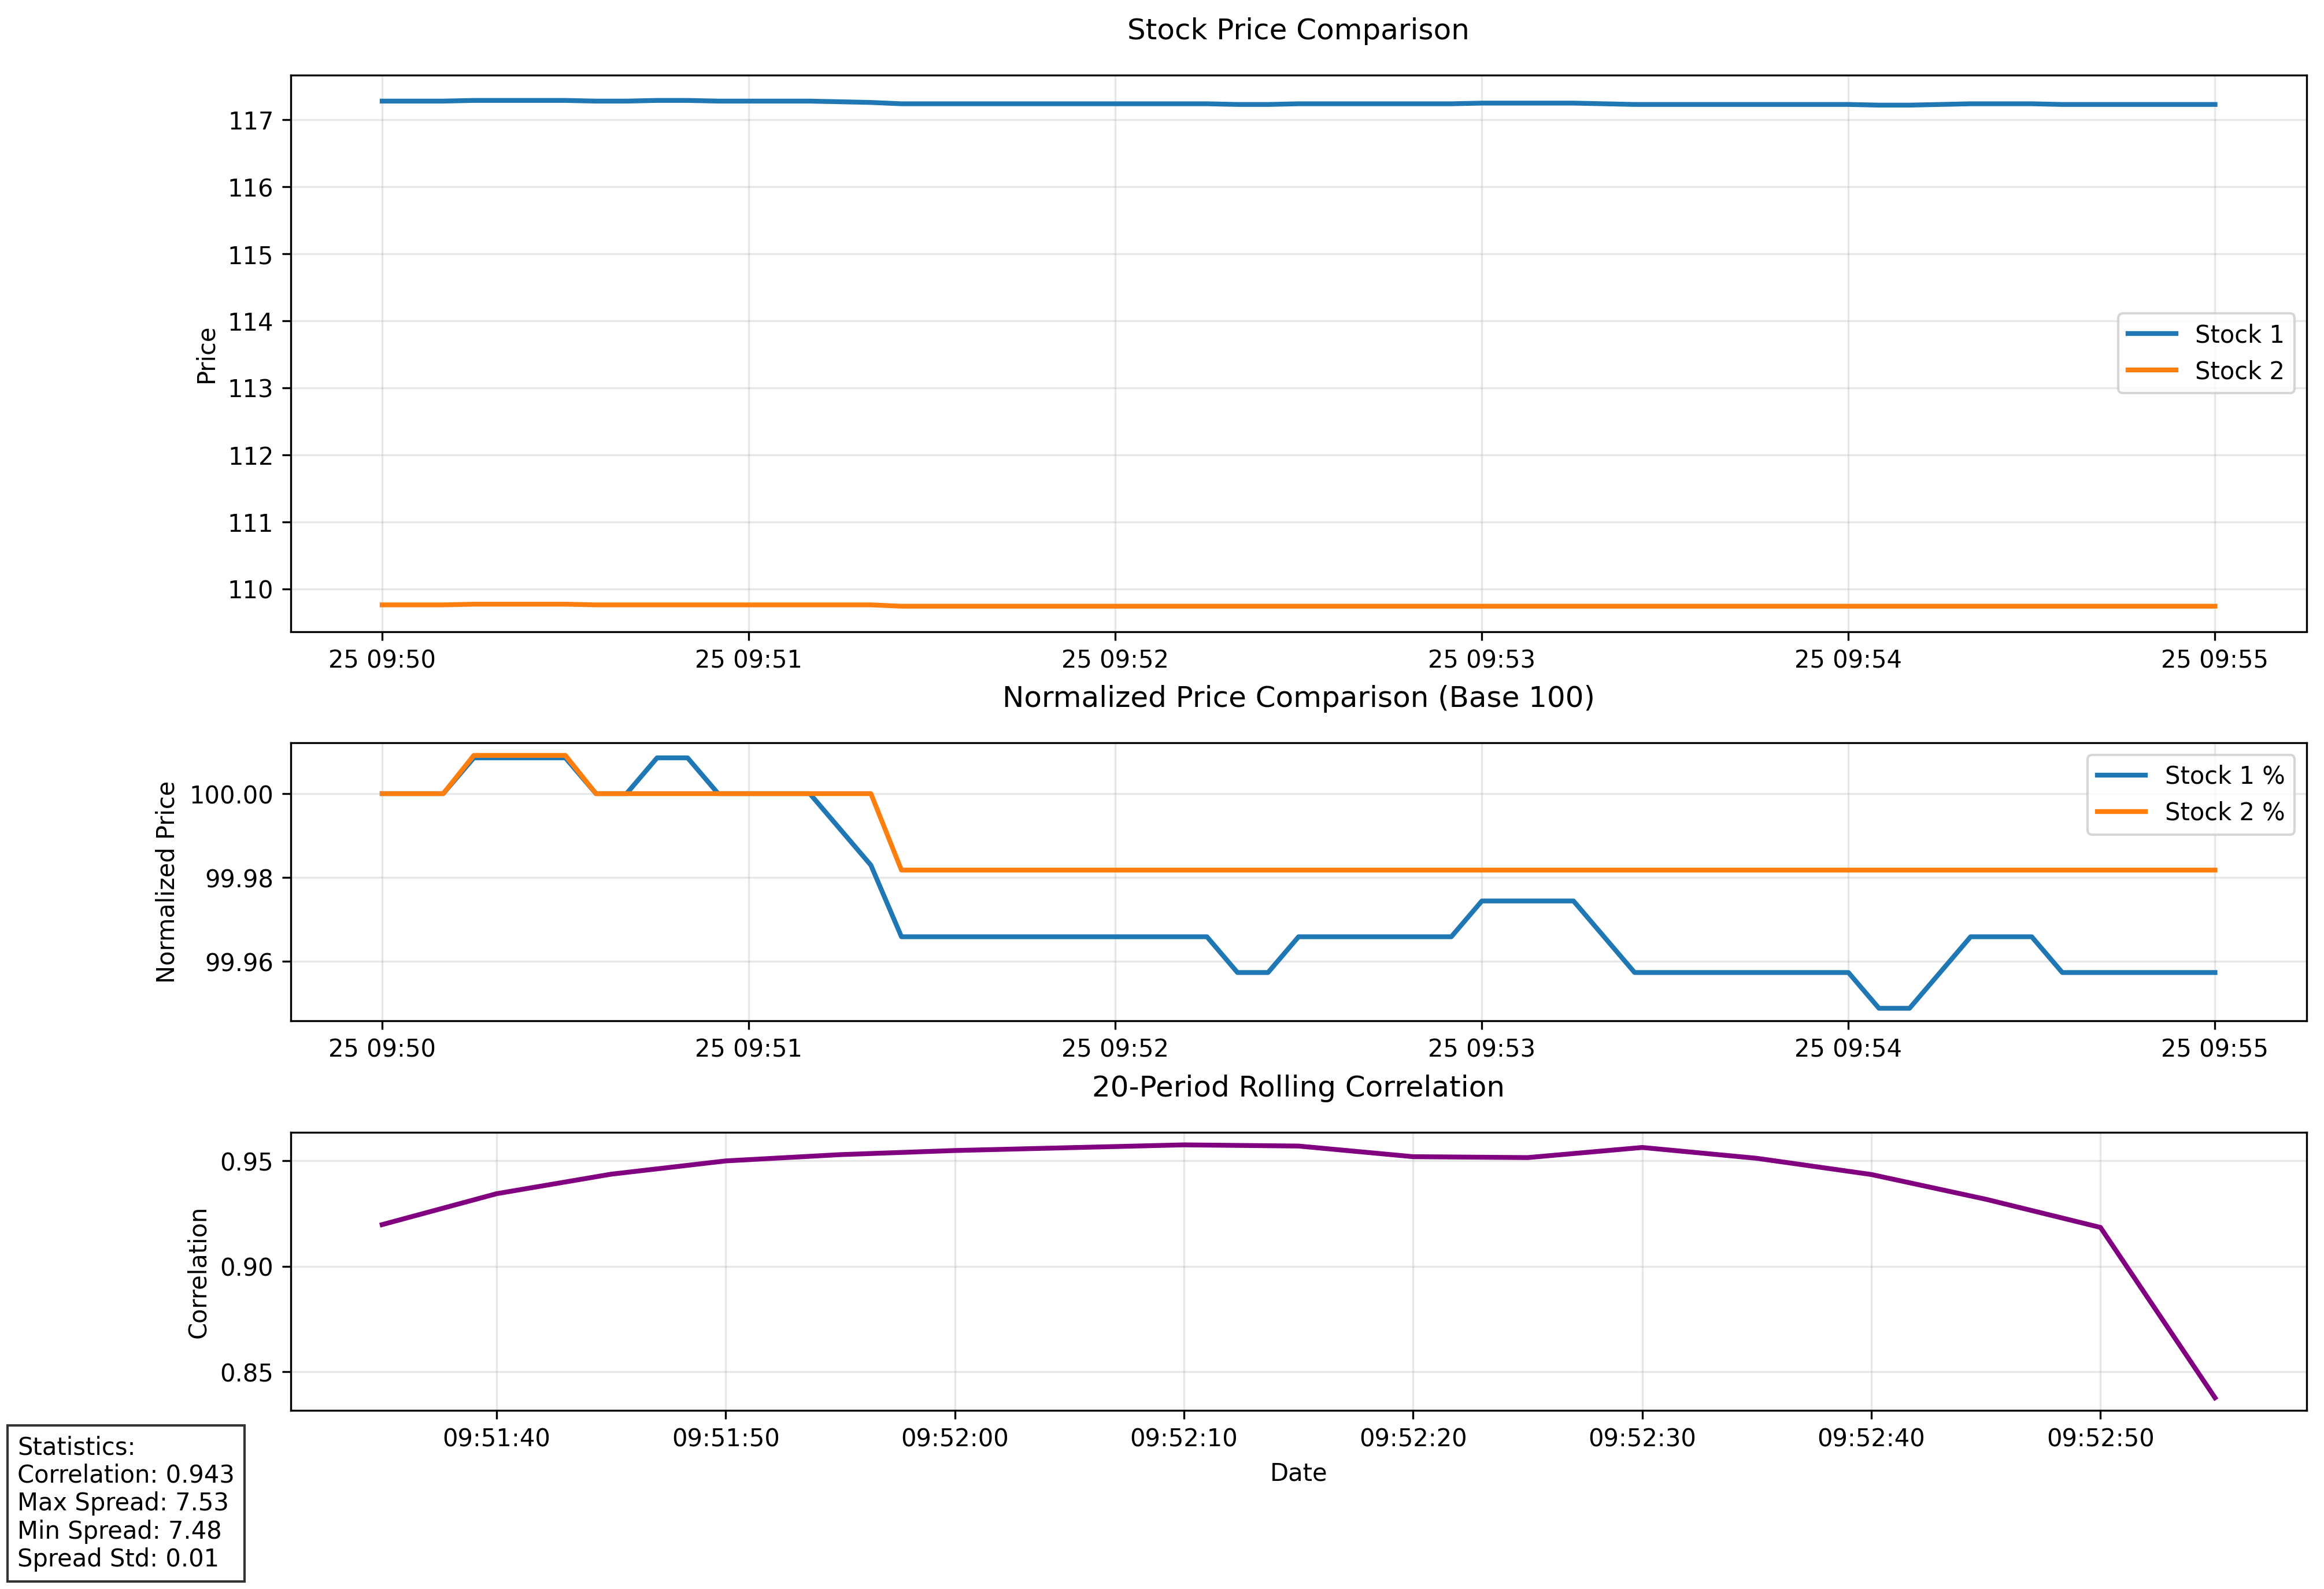 Stock Price Comparison
117
116
115
114
113
112
111
110
Price
Stock 1
Stock 2
25 09:50 25 09:51 25 09:52 25 09:53 25 09:54 25 09:55
Normalized Price Comparison (Base 100)
100.00
99.98
99.96
Normalized Price
Stock 1 %
Stock 2 %
25 09:50 25 09:51 25 09:52 25 09:53 25 09:54 25 09:55
20-Period Rolling Correlation
0.95
0.90
0.85
Correlation
09:51:40 09:51:50 09:52:00 09:52:10 09:52:20 09:52:30 09:52:40 09:52:50
Date
Statistics:
Correlation: 0.943
Max Spread: 7.53
Min Spread: 7.48
Spread Std: 0.01